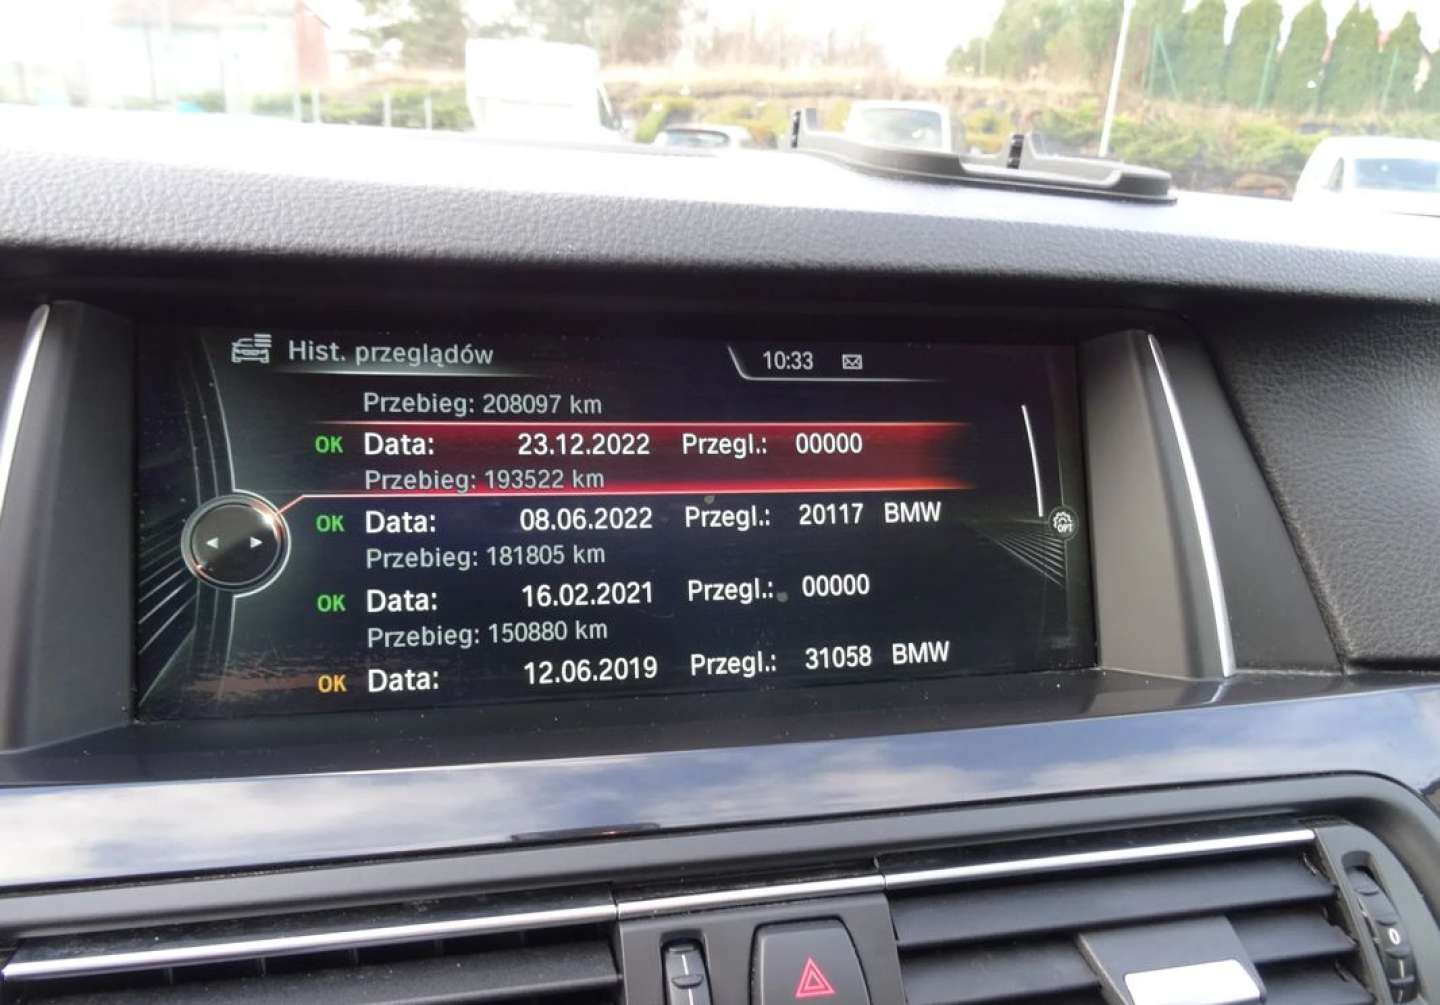 Hist. przeglądów 10:33
Przebieg: 208097 km
OK Data: 23.12.2022 Przegl.: 00000
Przebieg: 193522 km
OK Data: 08.06.2022 Przegl.: 20117 BMW
Przebieg: 181805 km
OK Data: 16.02.2021 Przegl.: 00000
Przebieg: 150880 km
OK Data: 12.06.2019 Przegl.: 31058 BMW
OPT
0